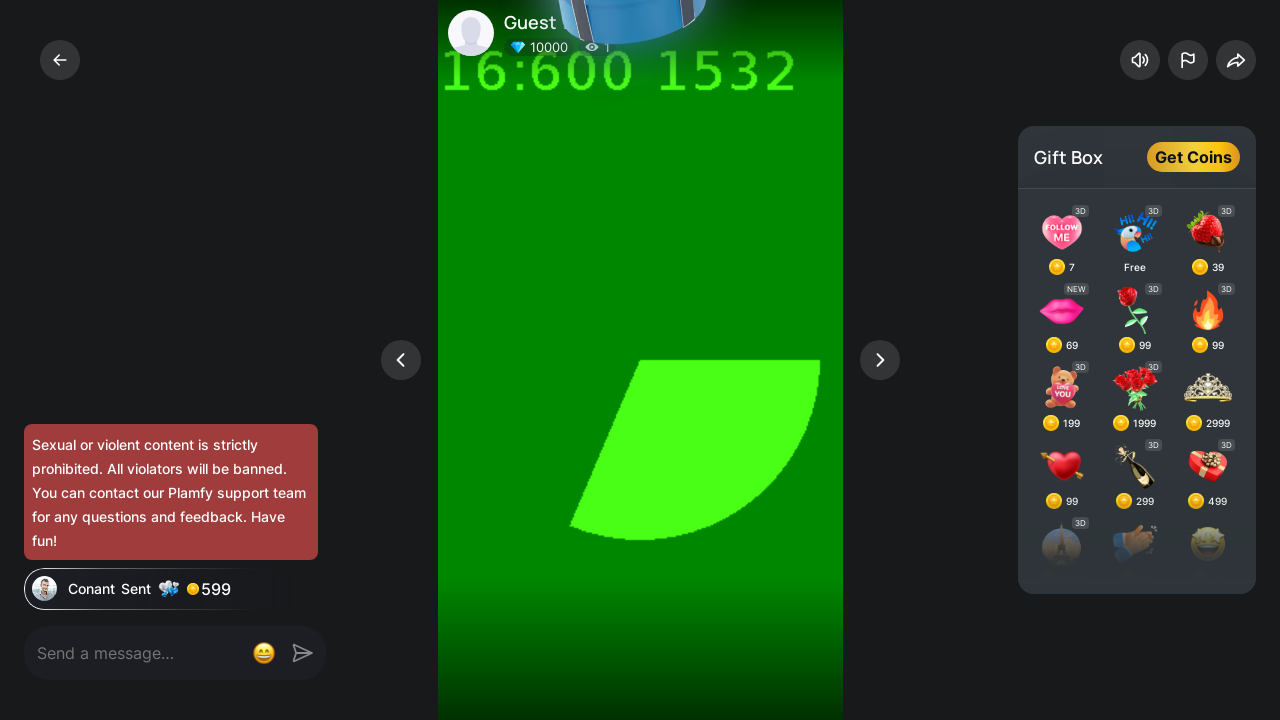 Guest
10000 1
16:600 1532
Gift Box
Get Coins
3D 3D 3D
FOLLOW ME
Hi! Hi! Hi!
7 Free 39
NEW 3D 3D
69 99 99
3D 3D
LOVE YOU
199 1999 2999
3D 3D
99 299 499
3D
Sexual or violent content is strictly
prohibited. All violators will be banned.
You can contact our Plamfy support team
for any questions and feedback. Have
fun!
Conant Sent 599
Send a message...